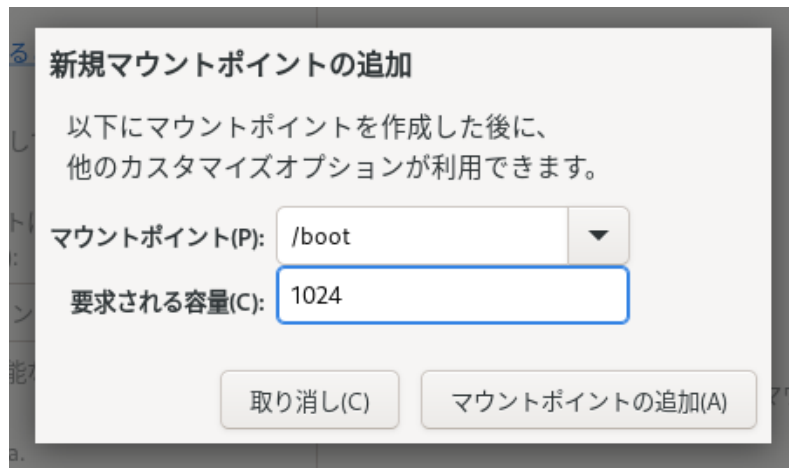 新規マウントポイントの追加
以下にマウントポイントを作成した後に、
他のカスタマイズオプションが利用できます。
マウントポイント(P): /boot
要求される容量(C): 1024
取り消し(C) マウントポイントの追加(A)